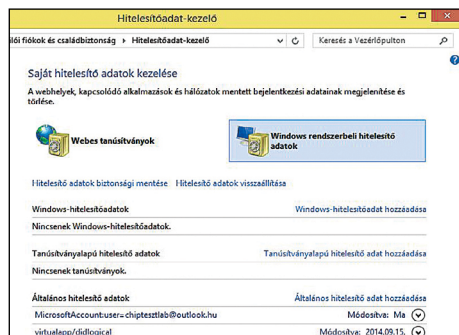 Hitelesítőadat-kezelő
lói fiókok és családbiztonság ▸ Hitelesítőadat-kezelő
Keresés a Vezérlőpulton
Saját hitelesítő adatok kezelése
A webhelyek, kapcsolódó alkalmazások és hálózatok mentett bejelentkezési adatainak megjelenítése és
törlése.
Webes tanúsítványok
Windows rendszerbeli hitelesítő
adatok
Hitelesítő adatok biztonsági mentése Hitelesítő adatok visszaállítása
Windows-hitelesítőadatok Windows-hitelesítőadat hozzáadása
Nincsenek Windows-hitelesítőadatok.
Tanúsítványalapú hitelesítő adatok Tanúsítványalapú hitelesítő adat hozzáadása
Nincsenek tanúsítványok.
Általános hitelesítő adatok Általános hitelesítő adat hozzáadása
MicrosoftAccount:user=chiptesztlab@outlook.hu Módosítva: Ma
virtualapp/didlogical Módosítva: 2014.09.15.